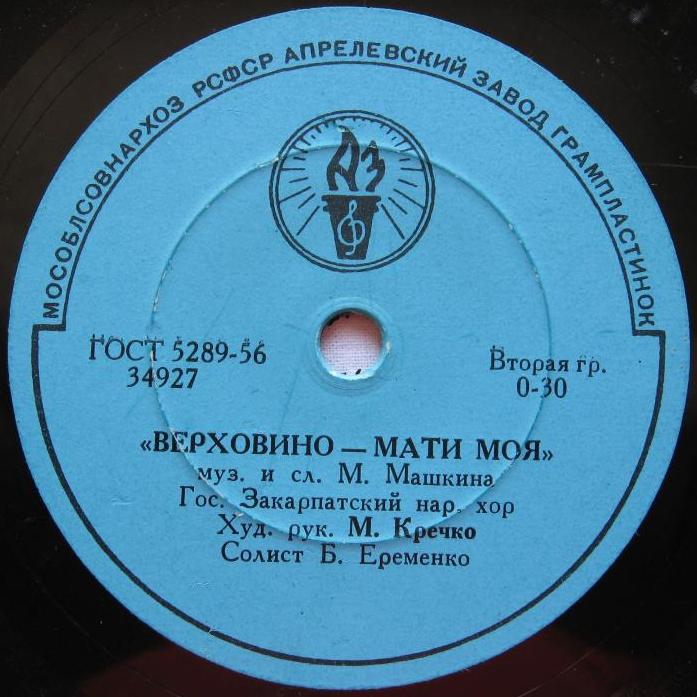 МОСОБЛСОВНАРХОЗ РСФСР АПРЕЛЕВСКИЙ ЗАВОД ГРАМПЛАСТИНОК
АЗ
ГОСТ 5289-56
34927
Вторая гр.
0-30
«ВЕРХОВИНО — МАТИ МОЯ»
муз. и сл. М. Машкина
Гос. Закарпатский нар. хор
Худ. рук. М. Кречко
Солист Б. Еременко